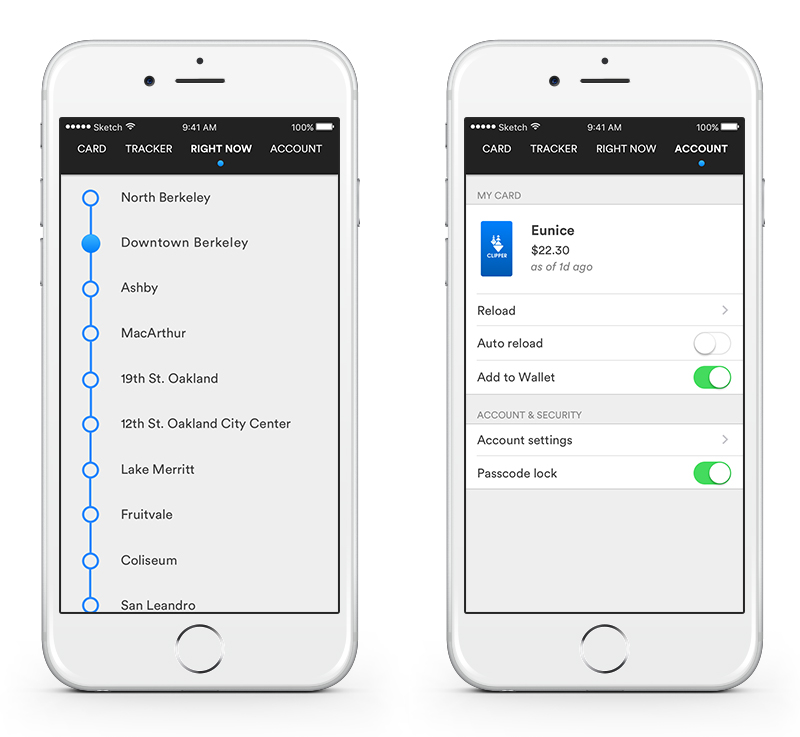 Sketch 9:41 AM 100%
CARD TRACKER RIGHT NOW ACCOUNT
North Berkeley
Downtown Berkeley
Ashby
MacArthur
19th St. Oakland
12th St. Oakland City Center
Lake Merritt
Fruitvale
Coliseum
San Leandro
Sketch 9:41 AM 100%
CARD TRACKER RIGHT NOW ACCOUNT
MY CARD
CLIPPER
Eunice
$22.30
as of 1d ago
Reload
Auto reload
Add to Wallet
ACCOUNT & SECURITY
Account settings
Passcode lock